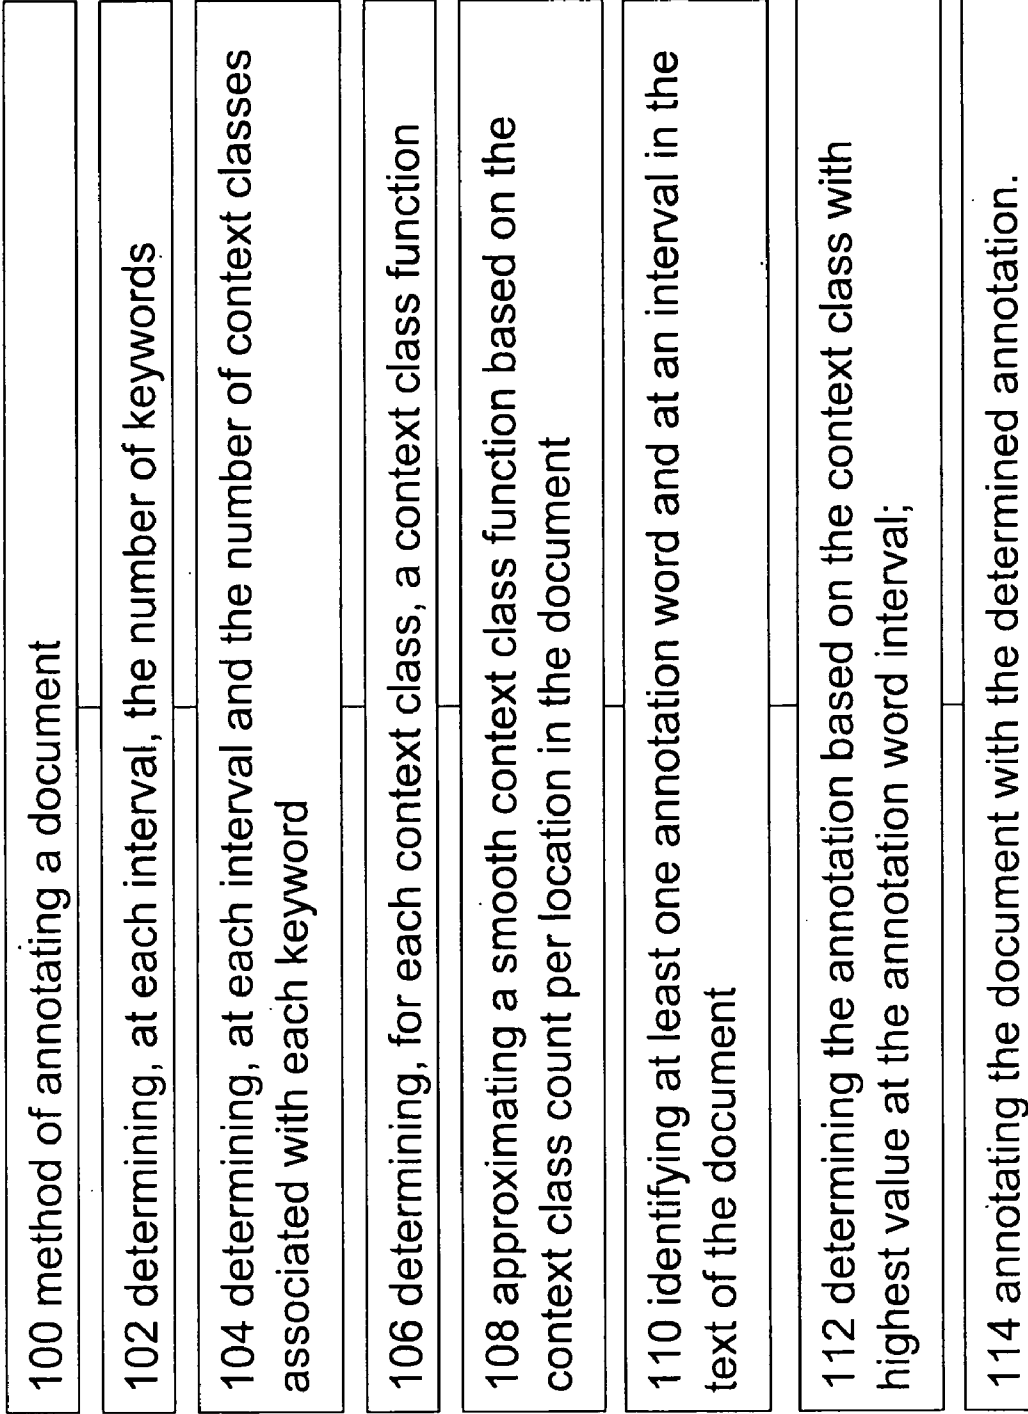 100 method of annotating a document
102 determining, at each interval, the number of keywords
104 determining, at each interval and the number of context classes
associated with each keyword
106 determining, for each context class, a context class function
108 approximating a smooth context class function based on the
context class count per location in the document
110 identifying at least one annotation word and at an interval in the
text of the document
112 determining the annotation based on the context class with
highest value at the annotation word interval;
114 annotating the document with the determined annotation.